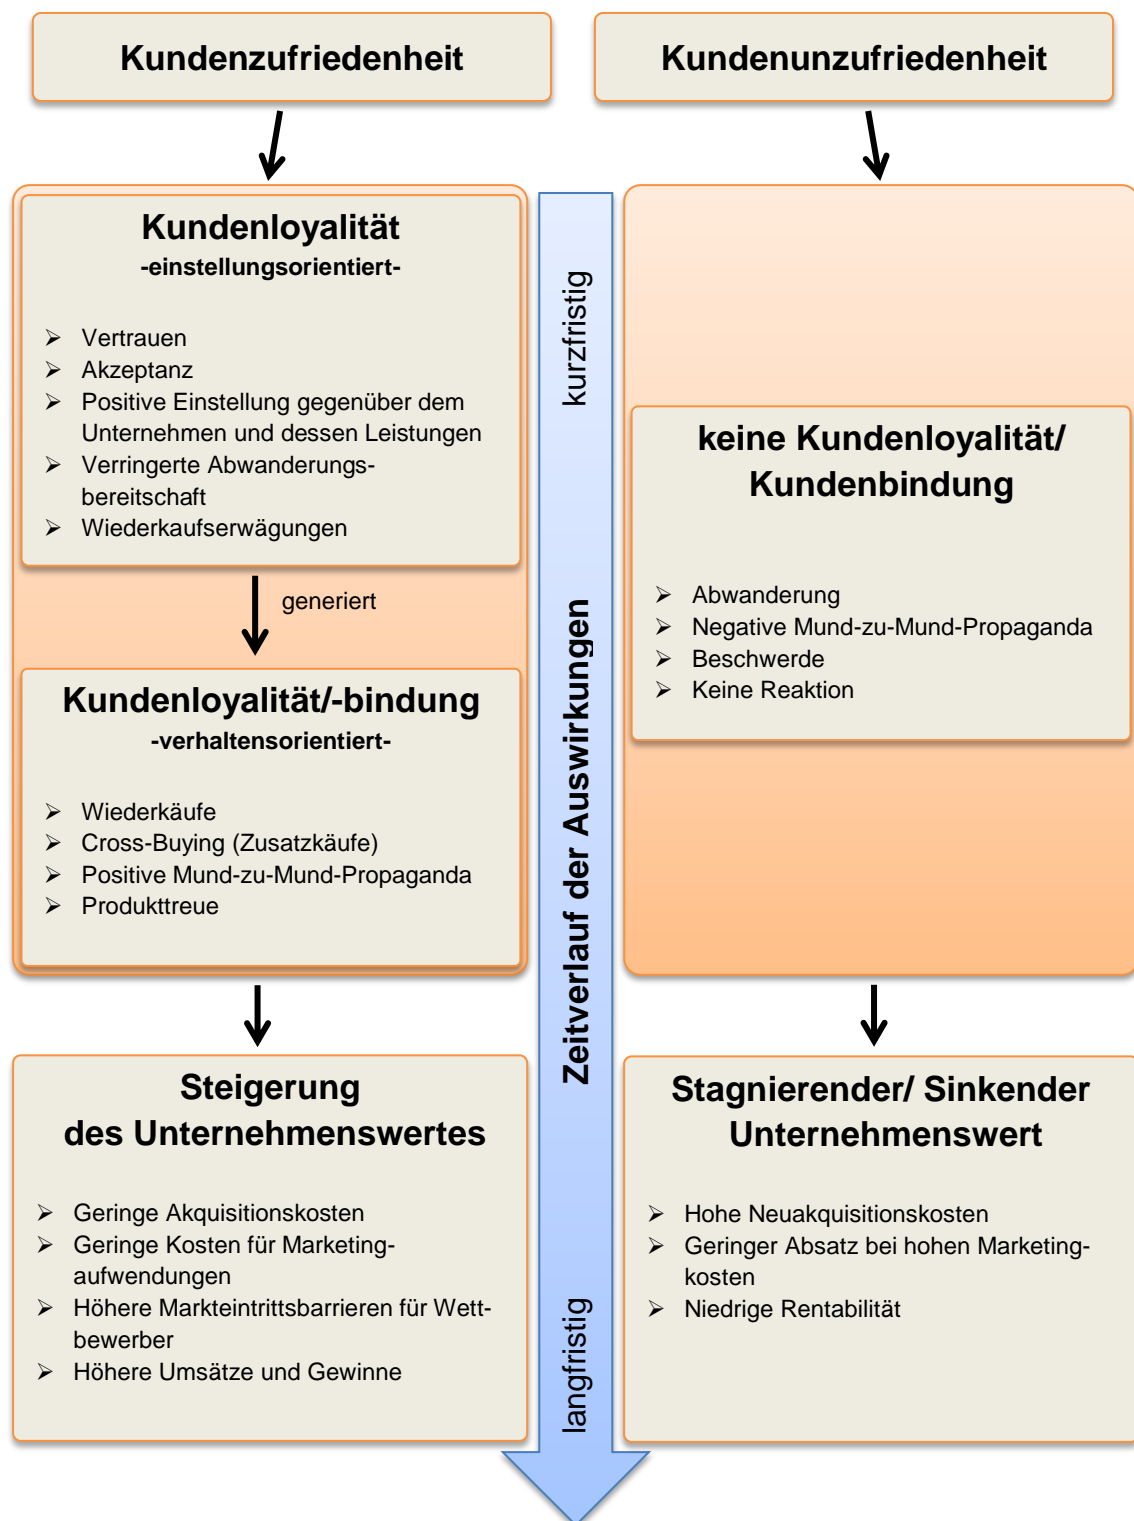 Kundenzufriedenheit
Kundenunzufriedenheit
Kundenloyalität
-einstellungsorientiert-
➢ Vertrauen
➢ Akzeptanz
➢ Positive Einstellung gegenüber dem
Unternehmen und dessen Leistungen
➢ Verringerte Abwanderungs-
bereitschaft
➢ Wiederkaufserwägungen
generiert
Kundenloyalität/-bindung
-verhaltensorientiert-
➢ Wiederkäufe
➢ Cross-Buying (Zusatzkäufe)
➢ Positive Mund-zu-Mund-Propaganda
➢ Produkttreue
Steigerung
des Unternehmenswertes
➢ Geringe Akquisitionskosten
➢ Geringe Kosten für Marketing-
aufwendungen
➢ Höhere Markteintrittsbarrieren für Wett-
bewerber
➢ Höhere Umsätze und Gewinne
kurzfristig
Zeitverlauf der Auswirkungen
langfristig
keine Kundenloyalität/
Kundenbindung
➢ Abwanderung
➢ Negative Mund-zu-Mund-Propaganda
➢ Beschwerde
➢ Keine Reaktion
Stagnierender/ Sinkender
Unternehmenswert
➢ Hohe Neuakquisitionskosten
➢ Geringer Absatz bei hohen Marketing-
kosten
➢ Niedrige Rentabilität